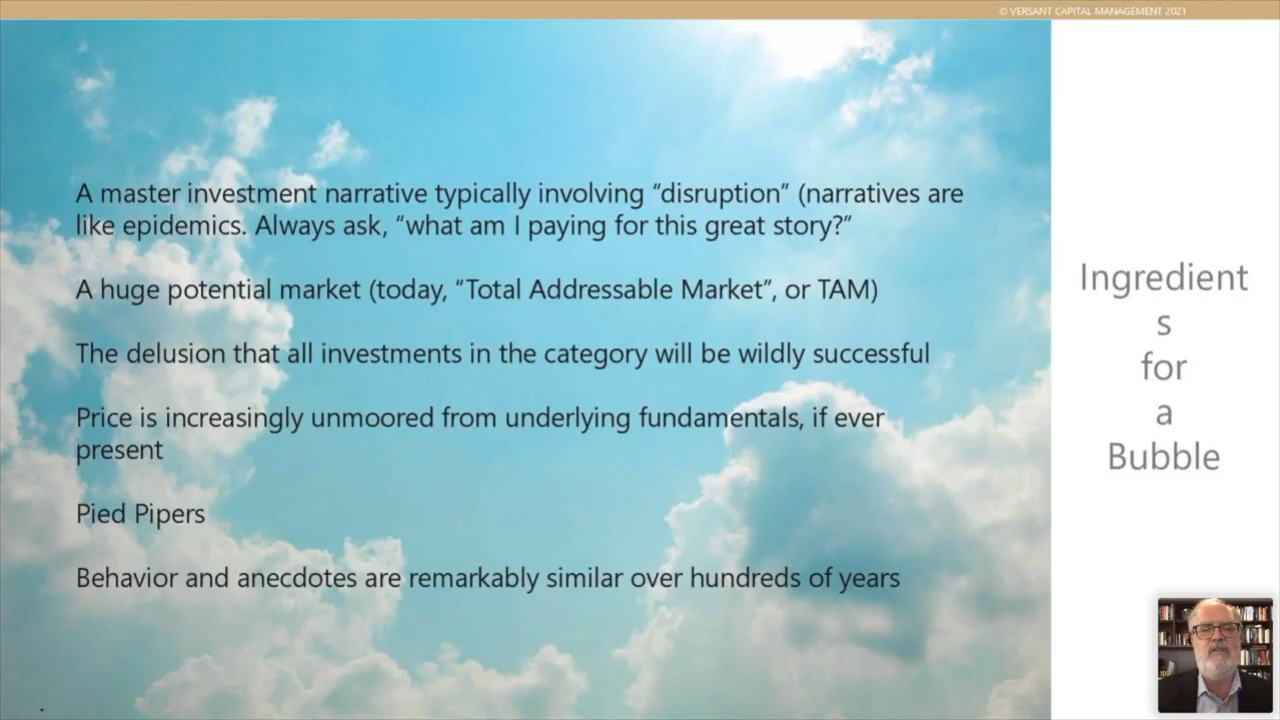 © VERSANT CAPITAL MANAGEMENT 2021
A master investment narrative typically involving “disruption” (narratives are
like epidemics. Always ask, “what am I paying for this great story?”
A huge potential market (today, “Total Addressable Market”, or TAM)
The delusion that all investments in the category will be wildly successful
Price is increasingly unmoored from underlying fundamentals, if ever
present
Pied Pipers
Behavior and anecdotes are remarkably similar over hundreds of years
Ingredient
s
for
a
Bubble